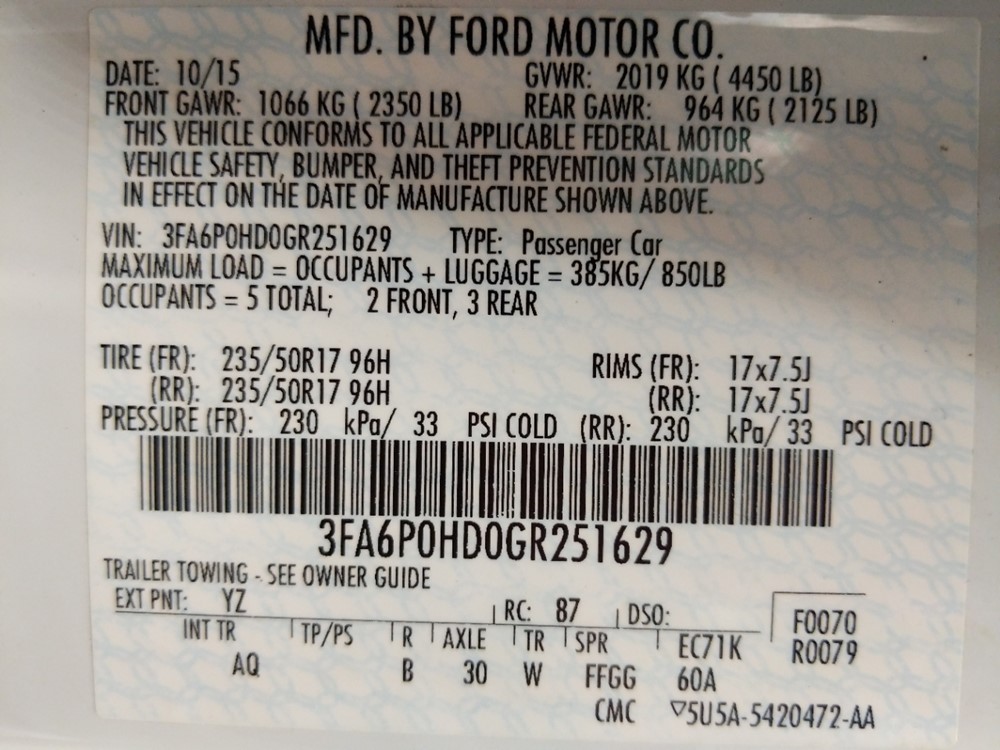 MFD. BY FORD MOTOR CO.
DATE: 10/15 GVWR: 2019 KG ( 4450 LB)
FRONT GAWR: 1066 KG ( 2350 LB) REAR GAWR: 964 KG ( 2125 LB)
THIS VEHICLE CONFORMS TO ALL APPLICABLE FEDERAL MOTOR
VEHICLE SAFETY, BUMPER, AND THEFT PREVENTION STANDARDS
IN EFFECT ON THE DATE OF MANUFACTURE SHOWN ABOVE.
VIN: 3FA6P0HD0GR251629 TYPE: Passenger Car
MAXIMUM LOAD = OCCUPANTS + LUGGAGE = 385KG/ 850LB
OCCUPANTS = 5 TOTAL; 2 FRONT, 3 REAR
TIRE (FR): 235/50R17 96H RIMS (FR): 17x7.5J
(RR): 235/50R17 96H (RR): 17x7.5J
PRESSURE (FR): 230 kPa/ 33 PSI COLD (RR): 230 kPa/ 33 PSI COLD
3FA6P0HD0GR251629
TRAILER TOWING - SEE OWNER GUIDE
EXT PNT: YZ RC: 87 DSO: F0070
INT TR TP/PS R AXLE TR SPR EC71K R0079
AQ B 30 W FFGG 60A
CMC ▽5U5A-5420472-AA